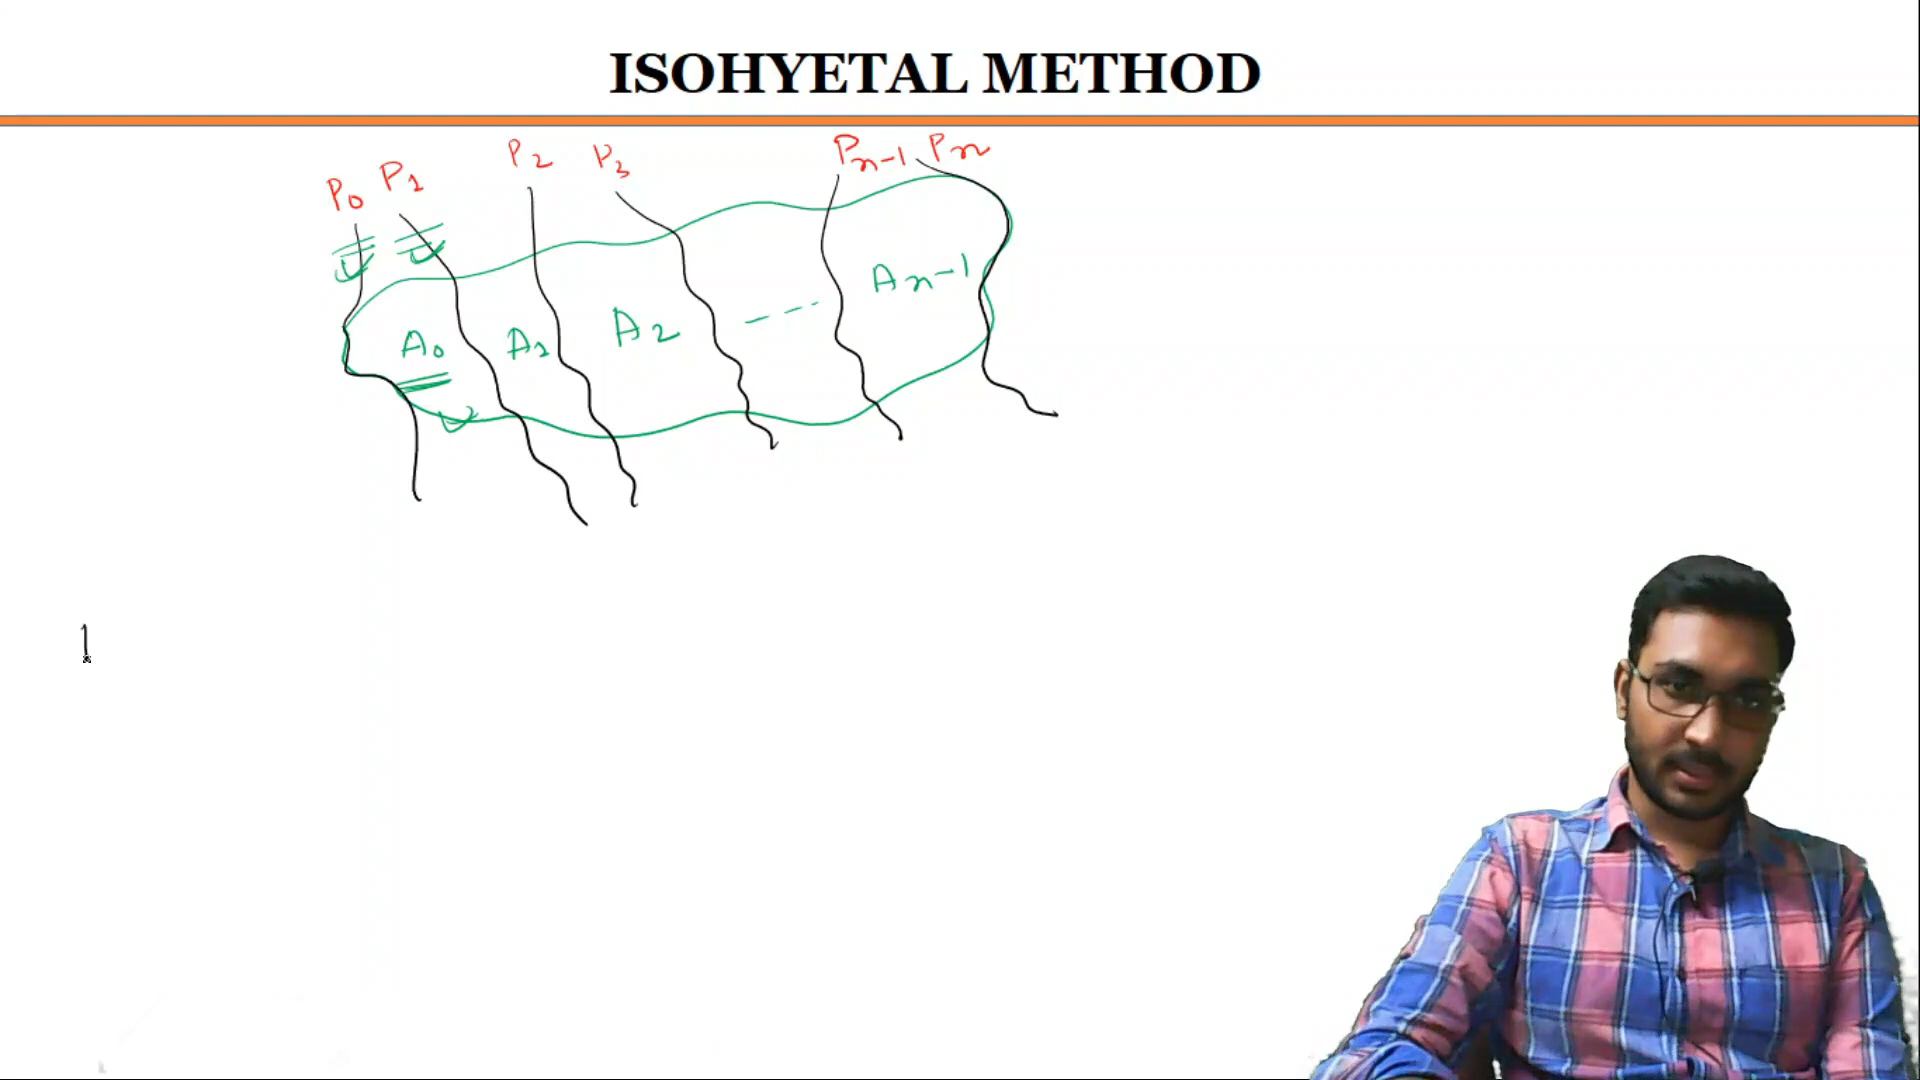 ISOHYETAL METHOD
P₀ P₁ P₂ P₃ Pₙ₋₁ Pₙ
A₀ A₁ A₂ ---- Aₙ₋₁